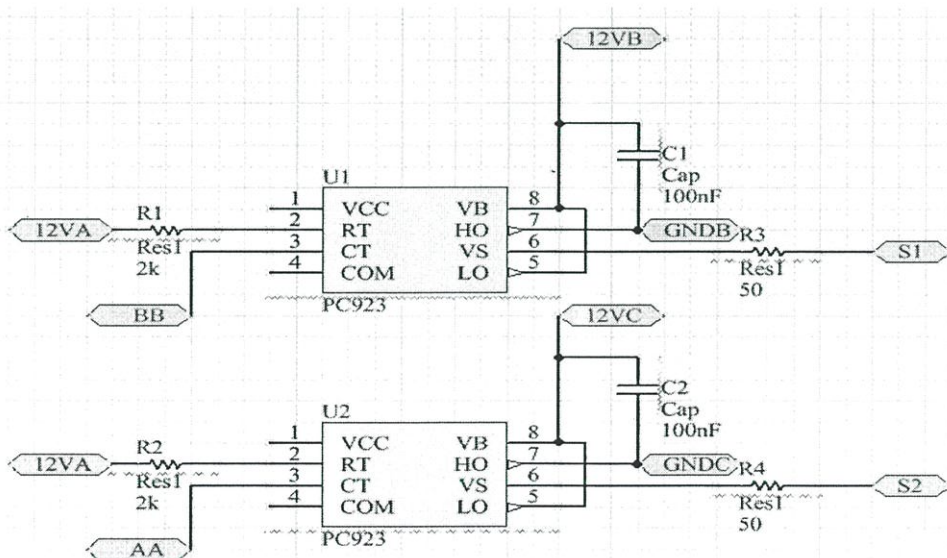 12VB
C1
Cap
100nF
U1
1 VCC VB 8
12VA R1 2 RT HO 7 GNDB
Res1 3 CT VS 6 R3 S1
2k 4 COM LO 5 Res1
50
BB PC923
12VC
C2
Cap
100nF
U2
1 VCC VB 8
12VA R2 2 RT HO 7 GNDC
Res1 3 CT VS 6 R4 S2
2k 4 COM LO 5 Res1
50
AA PC923